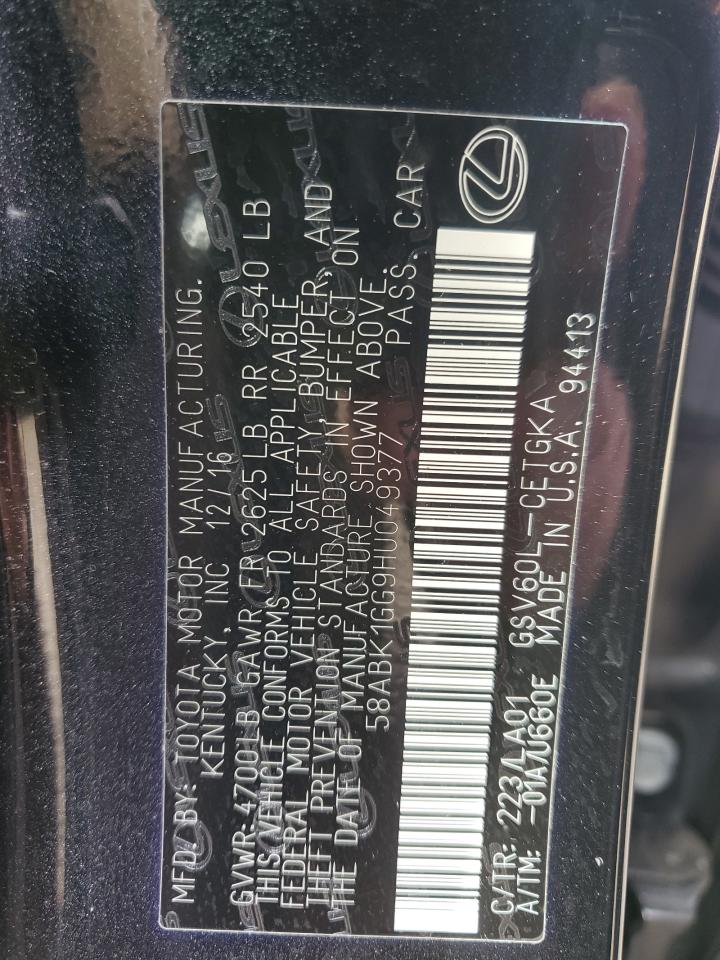 MFD. BY: TOYOTA MOTOR MANUFACTURING.
KENTUCKY, INC 12/16
GVWR 4700LB GAWR FR 2625 LB RR 2540 LB
THIS VEHICLE CONFORMS TO ALL APPLICABLE
FEDERAL MOTOR VEHICLE SAFETY, BUMPER, AND
THEFT PREVENTION STANDARDS IN EFFECT ON
THE DATE OF MANUFACTURE SHOWN ABOVE.
58ABK1GG9HU049377 PASS. CAR
C/TR: 223/LA01 GSV60L-CETGKA
A/TM: -01A/U660E MADE IN U.S.A. 94413